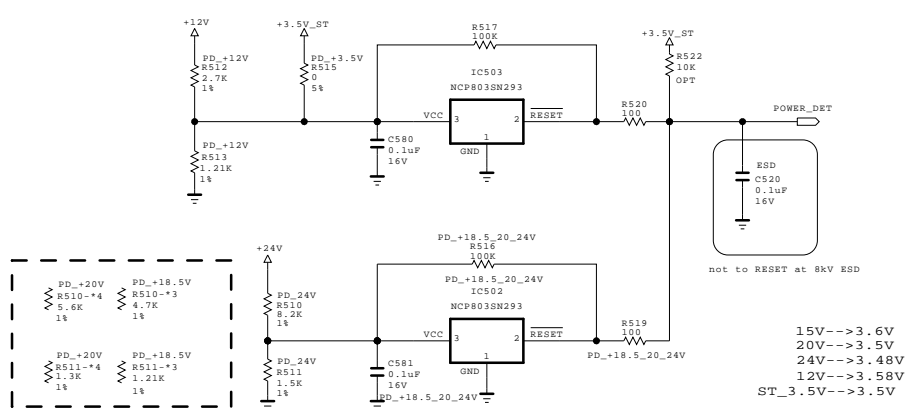 +12V
PD_+12V
R512
2.7K
1%
PD_+12V
R513
1.21K
1%
+3.5V_ST
PD_+3.5V
R515
0
5%
R517
100K
IC503
NCP803SN293
VCC
3
2
RESET
1
GND
C580
0.1uF
16V
+3.5V_ST
R522
10K
OPT
R520
100
POWER_DET
ESD
C520
0.1uF
16V
not to RESET at 8kV ESD
PD_+20V
R510-*4
5.6K
1%
PD_+18.5V
R510-*3
4.7K
1%
PD_+20V
R511-*4
1.3K
1%
PD_+18.5V
R511-*3
1.21K
1%
+24V
PD_24V
R510
8.2K
1%
PD_24V
R511
1.5K
1%
PD_+18.5_20_24V
R516
100K
PD_+18.5_20_24V
IC502
NCP803SN293
VCC
3
2
RESET
1
GND
C581
0.1uF
16V
PD_+18.5_20_24V
R519
100
PD_+18.5_20_24V
15V-->3.6V
20V-->3.5V
24V-->3.48V
12V-->3.58V
ST_3.5V-->3.5V